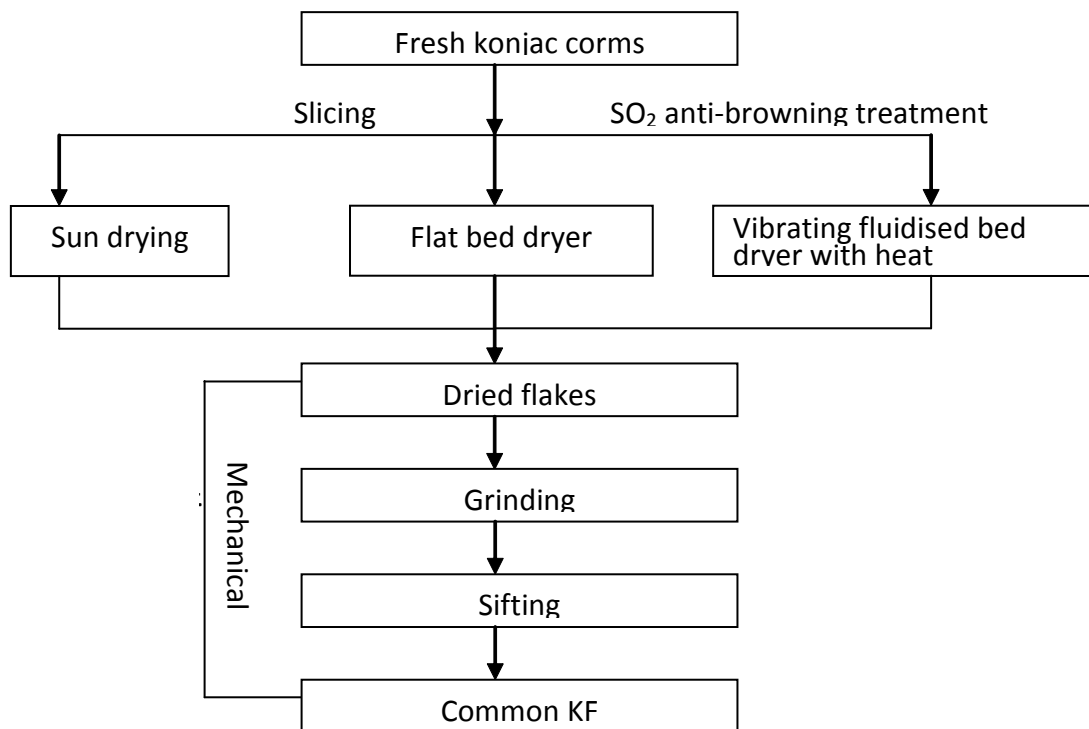 Fresh konjac corms
Slicing
SO₂ anti-browning treatment
Sun drying
Flat bed dryer
Vibrating fluidised bed
dryer with heat
Dried flakes
Mechanical
Grinding
Sifting
Common KF